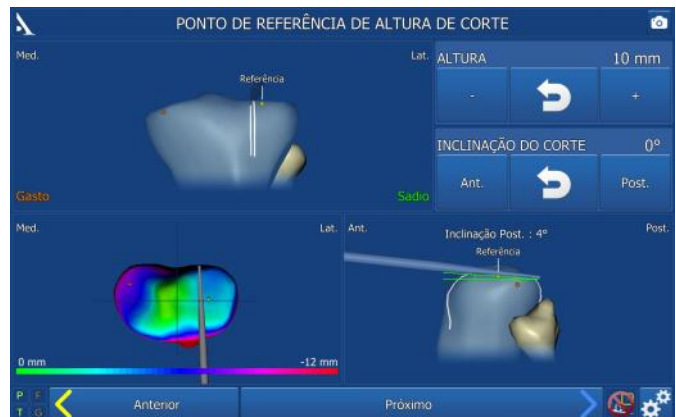 PONTO DE REFERÊNCIA DE ALTURA DE CORTE
Med.
Lat.
Referência
Gasto
Sadio
ALTURA 10 mm
- +
INCLINAÇÃO DO CORTE 0°
Ant. Post.
Med.
Lat.
0 mm
-12 mm
Ant.
Post.
Inclinação Post. : 4°
Referência
P F
T G
Anterior
Próximo